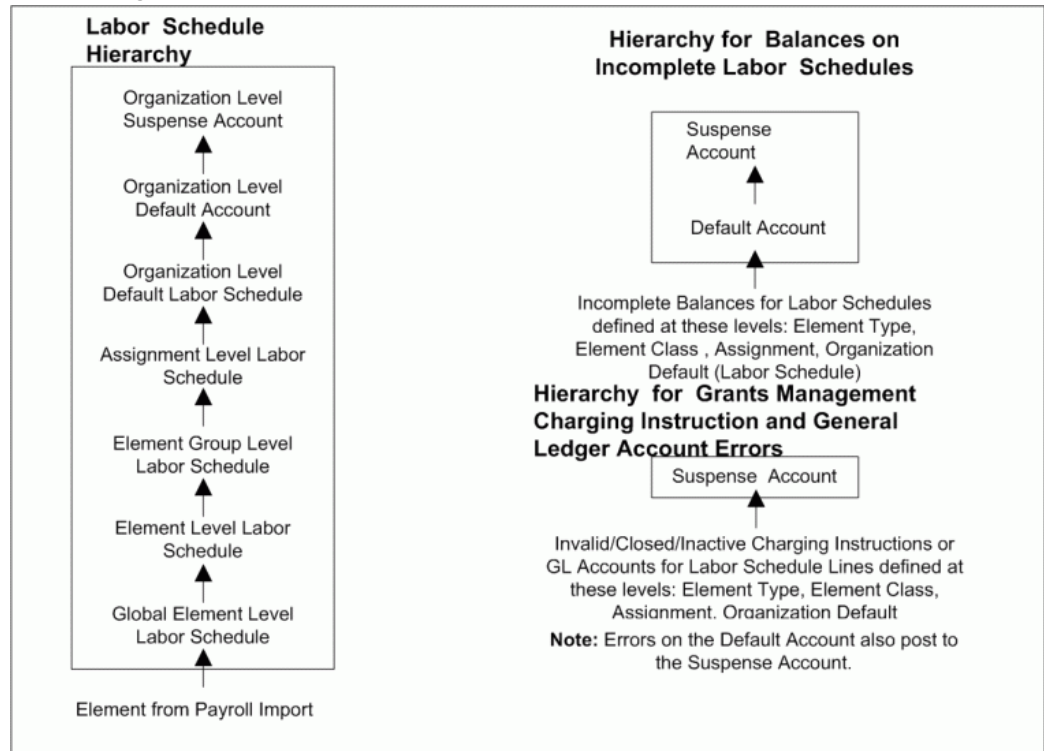 Labor Schedule
Hierarchy
Organization Level
Suspense Account
Organization Level
Default Account
Organization Level
Default Labor Schedule
Assignment Level Labor
Schedule
Element Group Level
Labor Schedule
Element Level Labor
Schedule
Global Element Level
Labor Schedule
Element from Payroll Import
Hierarchy for Balances on
Incomplete Labor Schedules
Suspense
Account
Default Account
Incomplete Balances for Labor Schedules
defined at these levels: Element Type,
Element Class , Assignment, Organization
Default (Labor Schedule)
Hierarchy for Grants Management
Charging Instruction and General
Ledger Account Errors
Suspense Account
Invalid/Closed/Inactive Charging Instructions or
GL Accounts for Labor Schedule Lines defined at
these levels: Element Type, Element Class,
Assignment, Organization Default
Note: Errors on the Default Account also post to
the Suspense Account.